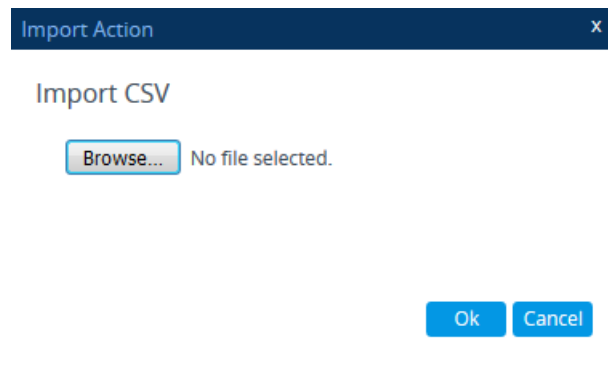 Import Action x
Import CSV
Browse... No file selected.
Ok Cancel